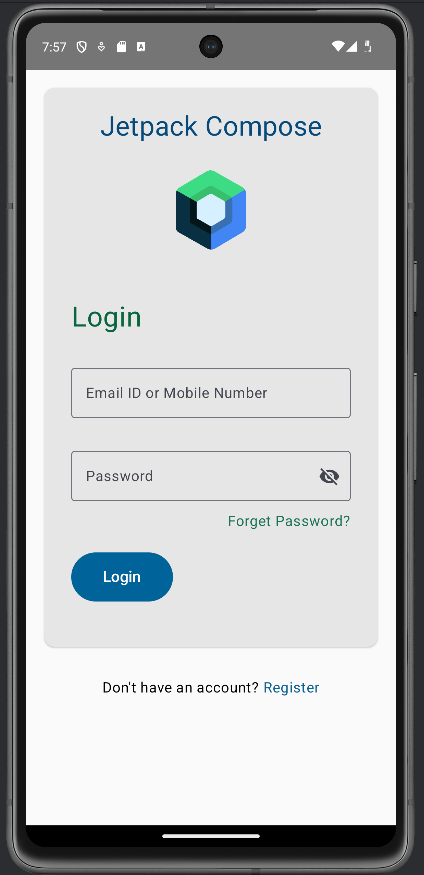 7:57
Jetpack Compose
Login
Email ID or Mobile Number
Password
Forget Password?
Login
Don't have an account? Register